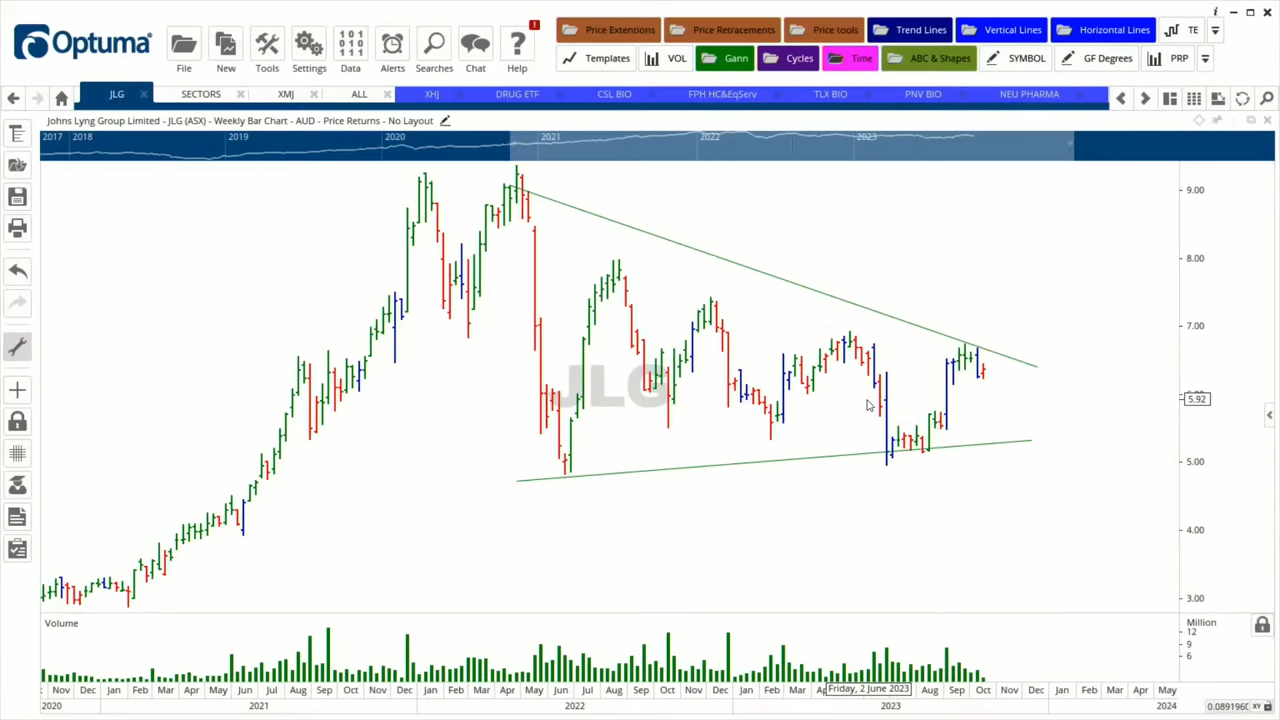 Optuma
File
New
Tools
Settings
101
010
101
Data
Alerts
Searches
Chat
!
?
Help
i
Price Extentions
Price Retracements
Price tools
Trend Lines
Vertical Lines
Horizontal Lines
TE
Templates
VOL
Gann
Cycles
Time
ABC & Shapes
SYMBOL
GF Degrees
PRP
JLG
SECTORS
XMJ
ALL
XHJ
DRUG ETF
CSL BIO
FPH HC&EqServ
TLX BIO
PNV BIO
NEU PHARMA
Johns Lyng Group Limited - JLG (ASX) - Weekly Bar Chart - AUD - Price Returns - No Layout
2017 2018 2019 2020 2021 2022 2023
9.00
8.00
7.00
5.92
5.00
4.00
3.00
JLG
Volume
Million
12
9
6
Nov Dec Jan Feb Mar Apr May Jun Jul Aug Sep Oct Nov Dec Jan Feb Mar Apr May Jun Jul Aug Sep Oct Nov Dec Jan Feb Mar Friday, 2 June 2023 Aug Sep Oct Nov Dec Jan Feb Mar Apr May
2020 2021 2022 2023 2024
XY